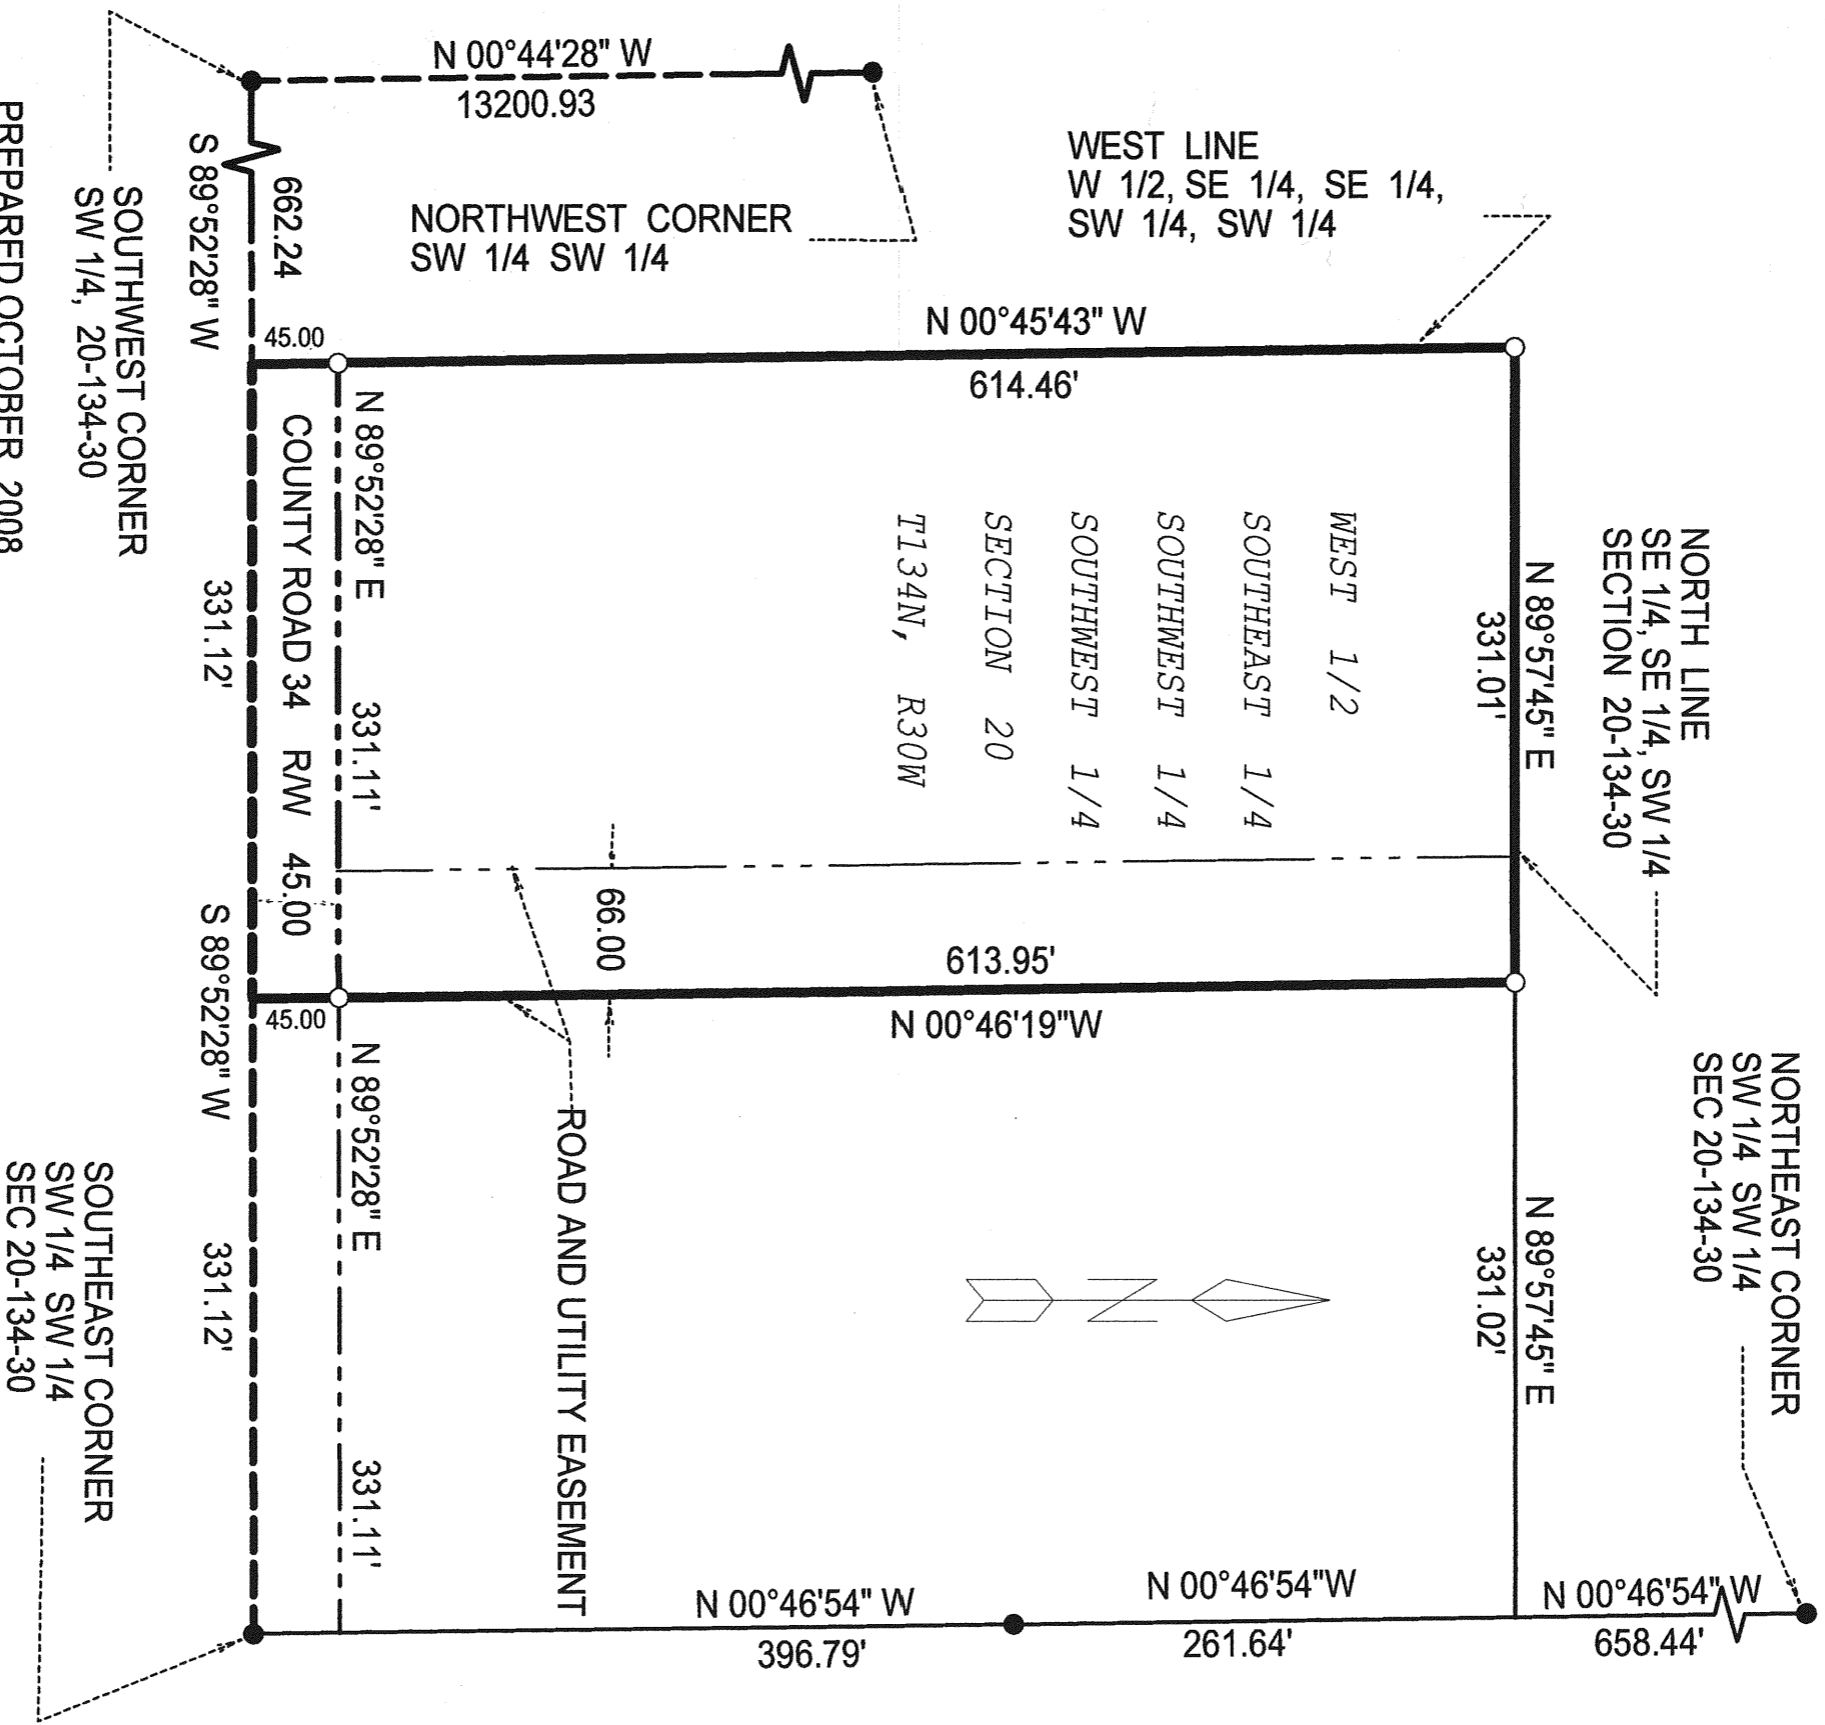 N 00°44'28" W
13200.93
NORTHWEST CORNER
SW 1/4 SW 1/4
WEST LINE
W 1/2, SE 1/4, SE 1/4,
SW 1/4, SW 1/4
N 00°45'43" W
614.46'
45.00
662.24
S 89°52'28" W
SOUTHWEST CORNER
SW 1/4, 20-134-30
PREPARED OCTOBER 2008
NORTH LINE
SE 1/4, SE 1/4, SW 1/4
SECTION 20-134-30
N 89°57'45" E
331.01'
WEST 1/2
SOUTHEAST 1/4
SOUTHWEST 1/4
SOUTHWEST 1/4
SECTION 20
T134N, R30W
N 89°52'28" E
331.11'
COUNTY ROAD 34 R/W 45.00
331.12'
S 89°52'28" W
66.00
613.95'
N 00°46'19"W
45.00
N 89°52'28" E
331.11'
ROAD AND UTILITY EASEMENT
N
NORTHEAST CORNER
SW 1/4 SW 1/4
SEC 20-134-30
N 89°57'45" E
331.02'
331.12'
SOUTHEAST CORNER
SW 1/4 SW 1/4
SEC 20-134-30
N 00°46'54" W
396.79'
N 00°46'54"W
261.64'
N 00°46'54" W
658.44'